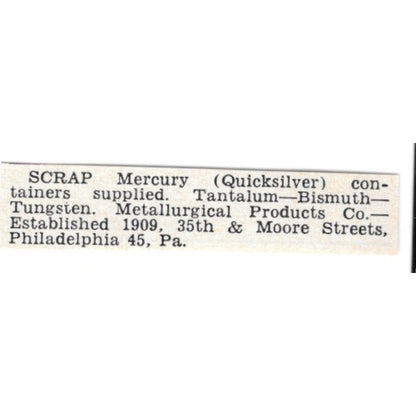 SCRAP Mercury (Quicksilver) con-
tainers supplied. Tantalum—Bismuth—
Tungsten. Metallurgical Products Co.—
Established 1909, 35th & Moore Streets,
Philadelphia 45, Pa.